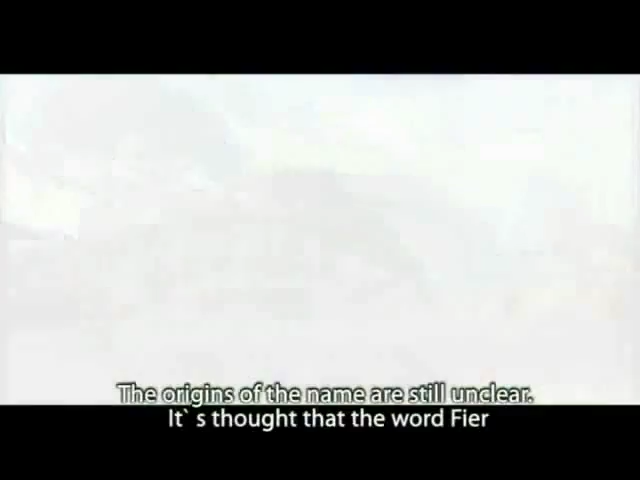 The origins of the name are still unclear.
It` s thought that the word Fier